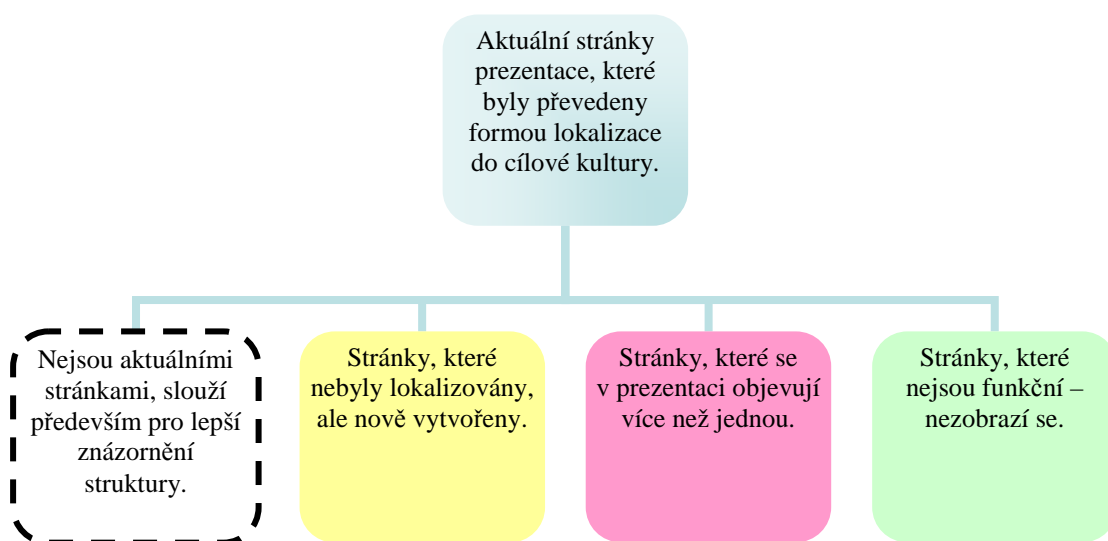 Aktuální stránky
prezentace, které
byly převedeny
formou lokalizace
do cílové kultury.
Nejsou aktuálními
stránkami, slouží
především pro lepší
znázornění
struktury.
Stránky, které
nebyly lokalizovány,
ale nově vytvořeny.
Stránky, které se
v prezentaci objevují
více než jednou.
Stránky, které
nejsou funkční –
nezobrazí se.